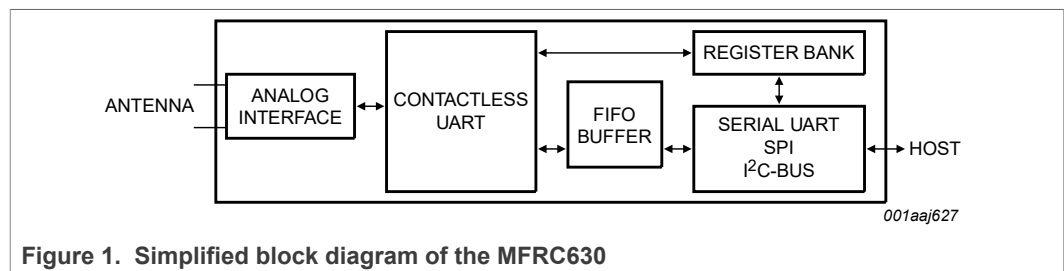 ANTENNA
ANALOG
INTERFACE
CONTACTLESS
UART
FIFO
BUFFER
REGISTER BANK
SERIAL UART
SPI
I²C-BUS
HOST
001aaj627
Figure 1. Simplified block diagram of the MFRC630